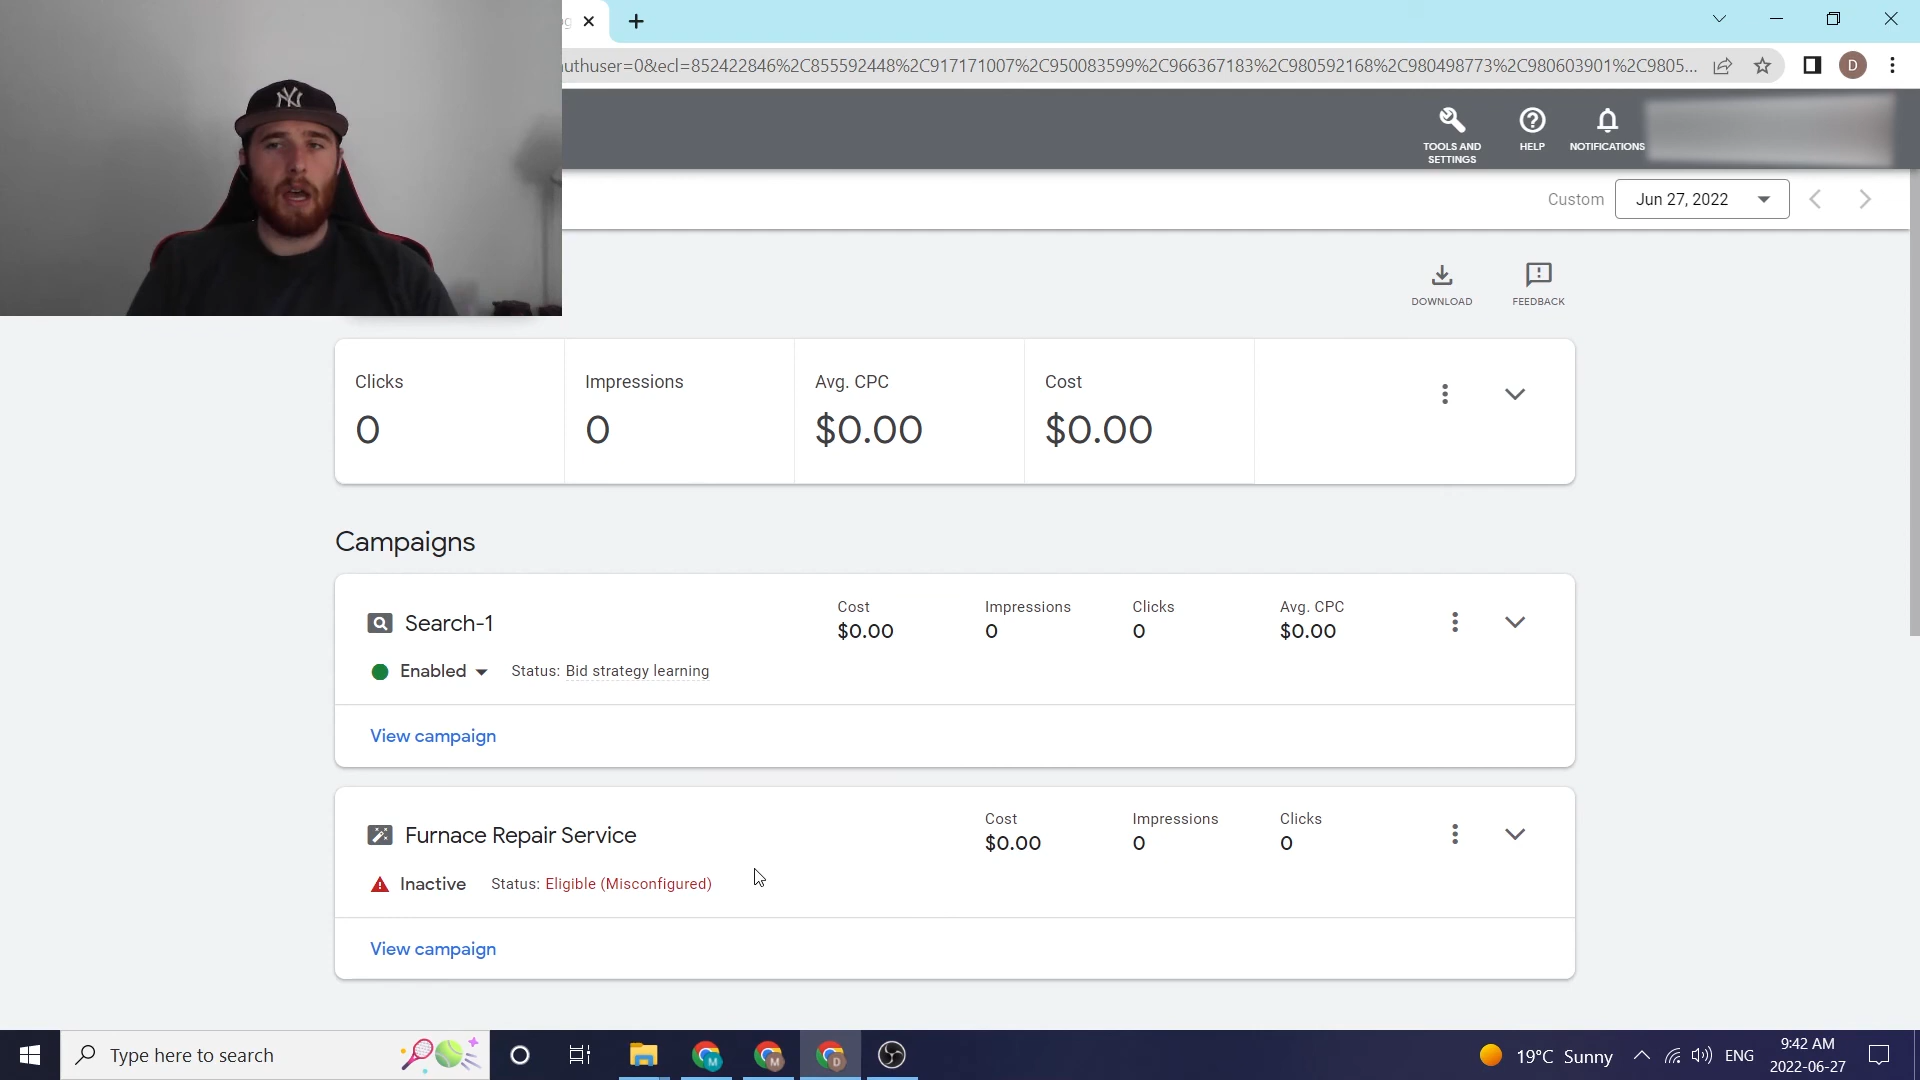 uthuser=0&ecl=852422846%2C855592448%2C917171007%2C950083599%2C966367183%2C980592168%2C980498773%2C980603901%2C9805...
D
TOOLS AND
SETTINGS
HELP
NOTIFICATIONS
Custom
Jun 27, 2022
DOWNLOAD
FEEDBACK
Clicks
0
Impressions
0
Avg. CPC
$0.00
Cost
$0.00
Campaigns
Search-1
Cost
$0.00
Impressions
0
Clicks
0
Avg. CPC
$0.00
Enabled
Status: Bid strategy learning
View campaign
Furnace Repair Service
Cost
$0.00
Impressions
0
Clicks
0
Inactive
Status: Eligible (Misconfigured)
View campaign
Type here to search
M
M
D
19°C Sunny
ENG
9:42 AM
2022-06-27